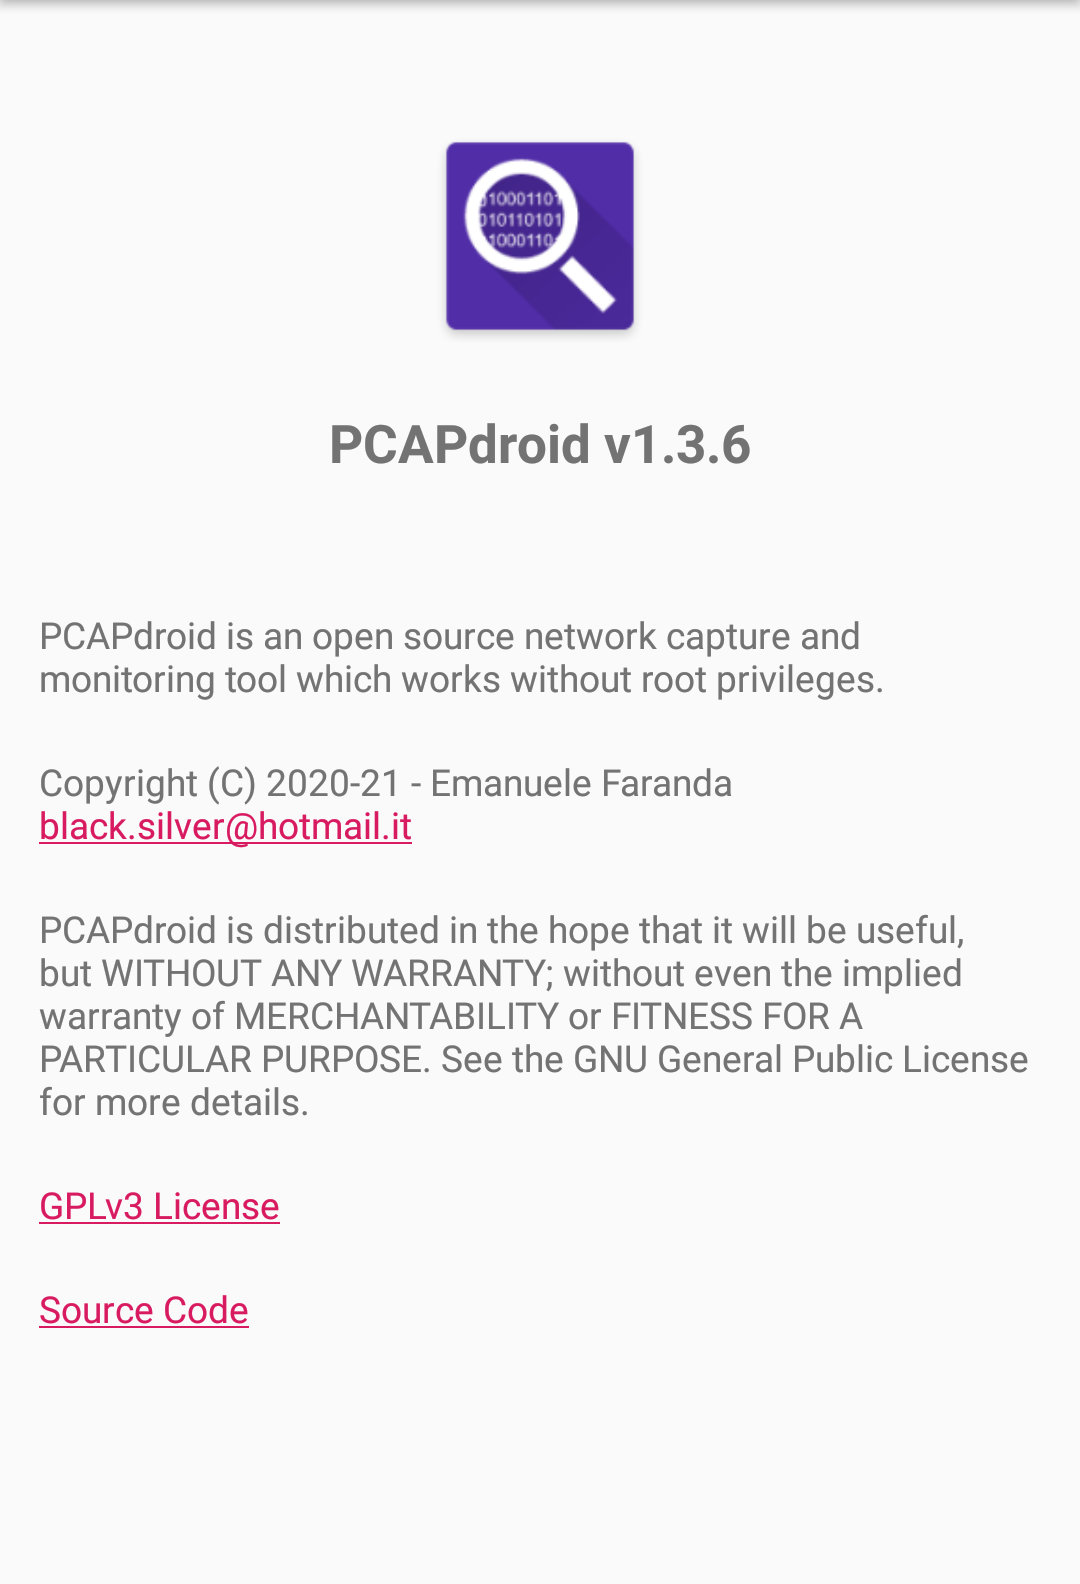 10001101
010110101
10001101
PCAPdroid v1.3.6
PCAPdroid is an open source network capture and
monitoring tool which works without root privileges.
Copyright (C) 2020-21 - Emanuele Faranda
black.silver@hotmail.it
PCAPdroid is distributed in the hope that it will be useful,
but WITHOUT ANY WARRANTY; without even the implied
warranty of MERCHANTABILITY or FITNESS FOR A
PARTICULAR PURPOSE. See the GNU General Public License
for more details.
GPLv3 License
Source Code